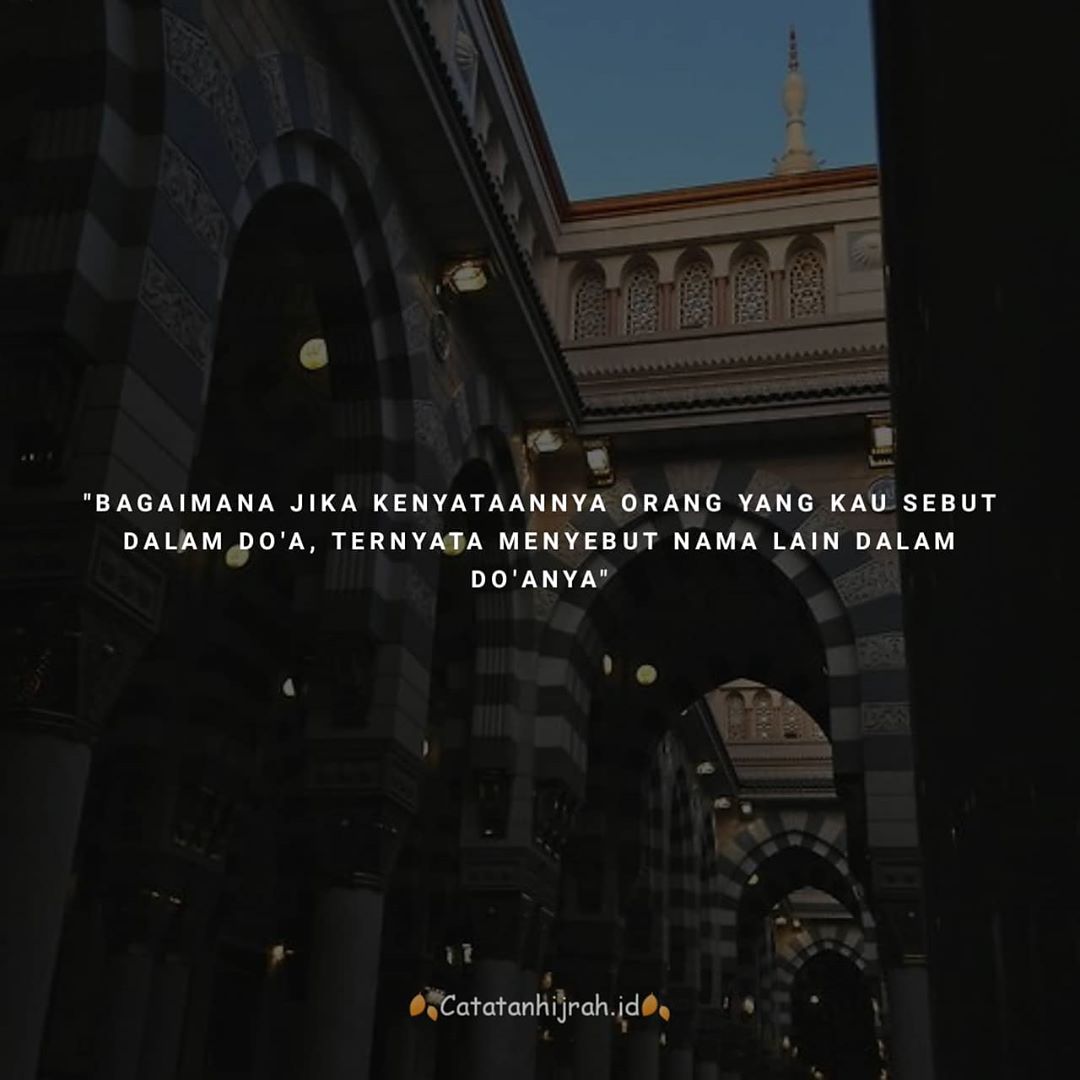 "BAGAIMANA JIKA KENYATAANNYA ORANG YANG KAU SEBUT
DALAM DO'A, TERNYATA MENYEBUT NAMA LAIN DALAM
DO'ANYA"
Catatanhijrah.id